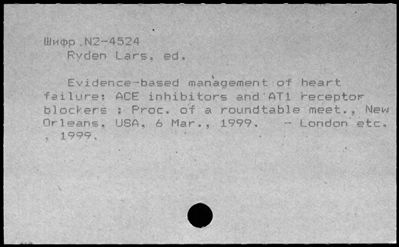 Шифр N2-4524
Ryden Lars, ed.
Evidence-based management of heart
failure: ACE inhibitors and AT1 receptor
blockers : Proc. of a roundtable meet., New
Orleans, USA, 6 Mar., 1999. - London etc.
, 1999.